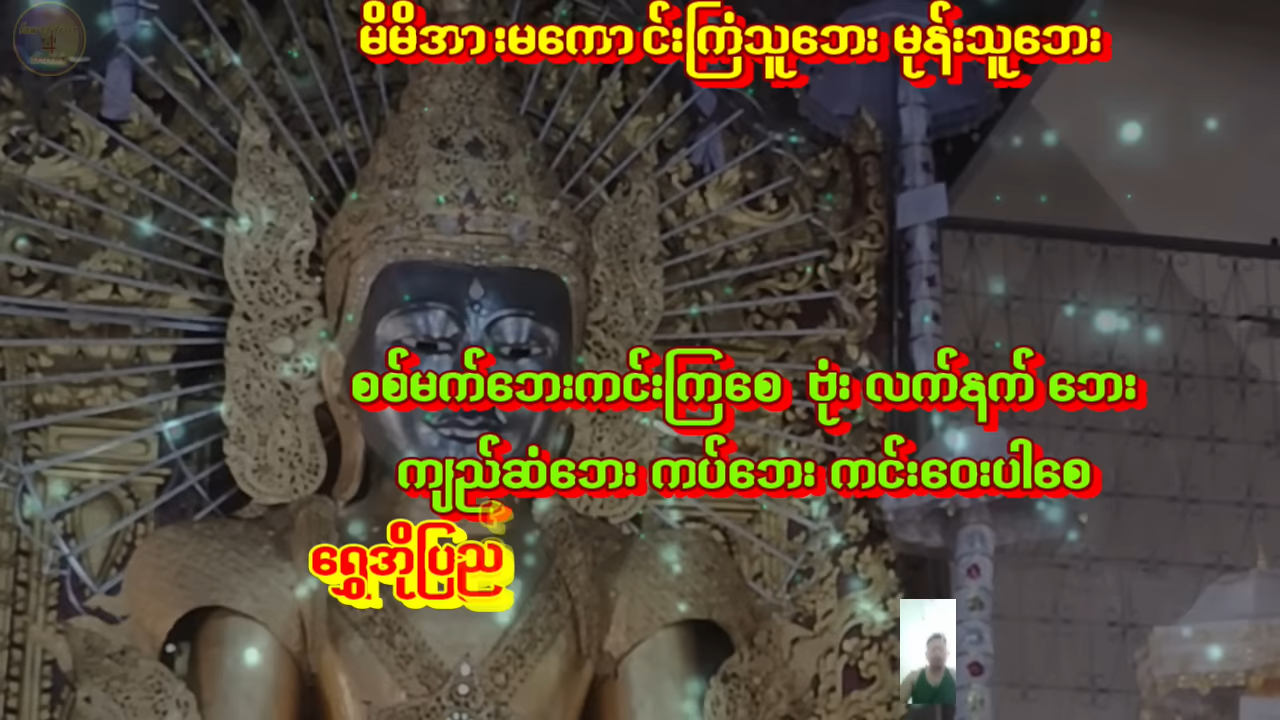 မိမိအား မကောင်းကြံသူဘေး မုန်းသူဘေး
စစ်မက်ဘေးကင်းကြစေ ဗုံး လက်နက် ဘေး
ကျည်ဆံဘေး ကပ်ဘေး ကင်းဝေးပါစေ
ရွှေအိုပြည